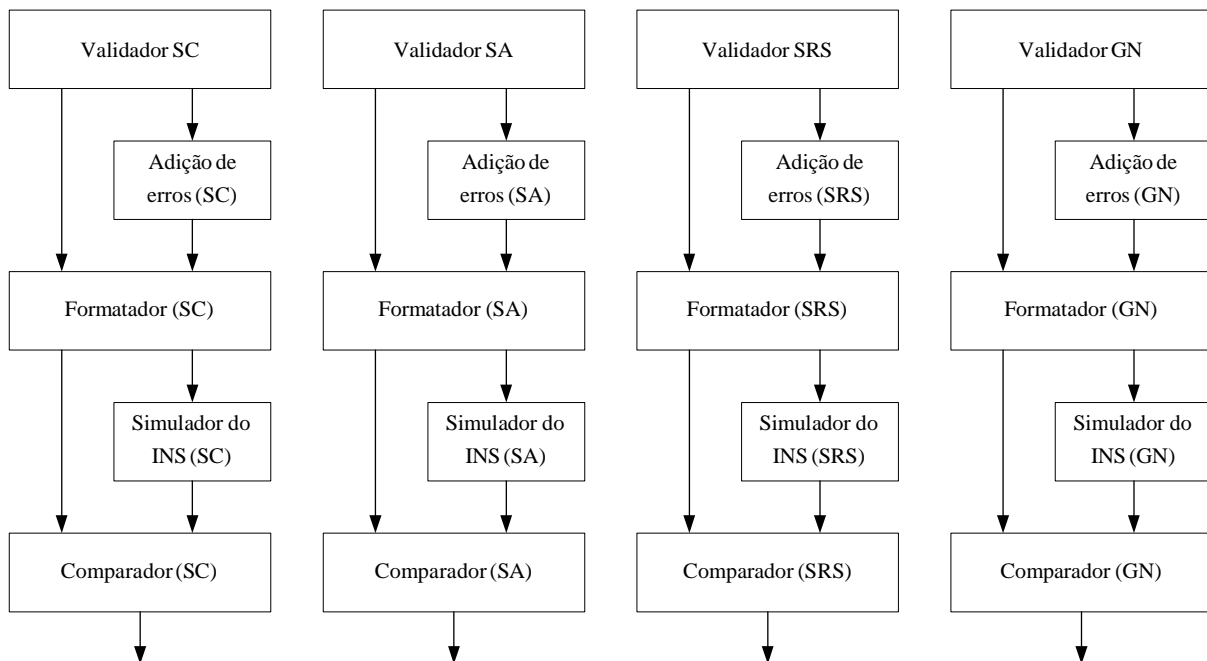 Validador SC
Validador SA
Validador SRS
Validador GN
Adição de
erros (SC)
Adição de
erros (SA)
Adição de
erros (SRS)
Adição de
erros (GN)
Formatador (SC)
Formatador (SA)
Formatador (SRS)
Formatador (GN)
Simulador do
INS (SC)
Simulador do
INS (SA)
Simulador do
INS (SRS)
Simulador do
INS (GN)
Comparador (SC)
Comparador (SA)
Comparador (SRS)
Comparador (GN)